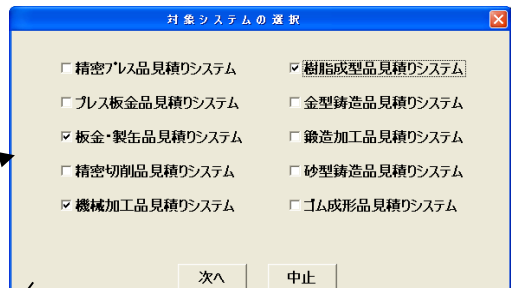 対象システムの選択
精密プレス品見積りシステム
樹脂成型品見積りシステム
プレス板金品見積りシステム
金型鋳造品見積りシステム
板金・製缶品見積りシステム
鍛造加工品見積りシステム
精密切削品見積りシステム
砂型鋳造品見積りシステム
機械加工品見積りシステム
ゴム成形品見積りシステム
次へ
中止